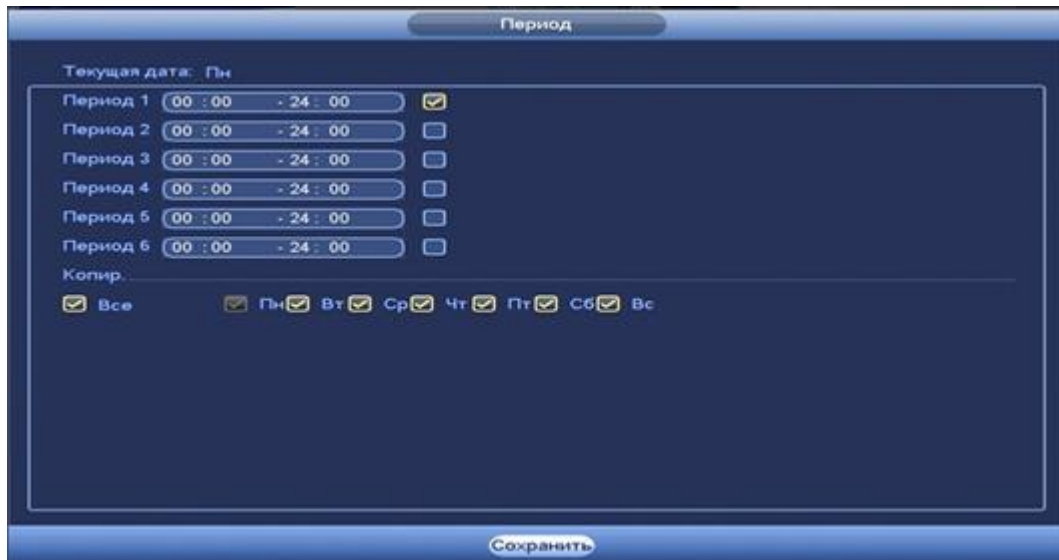 Период
Текущая дата: Пн
Период 1 00 : 00 - 24 : 00
Период 2 00 : 00 - 24 : 00
Период 3 00 : 00 - 24 : 00
Период 4 00 : 00 - 24 : 00
Период 5 00 : 00 - 24 : 00
Период 6 00 : 00 - 24 : 00
Копир.
Все Пн Вт Ср Чт Пт Сб Вс
Сохранить